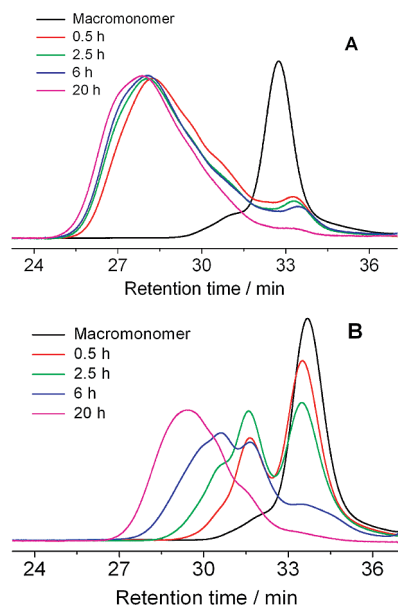 Macromonomer
0.5 h
2.5 h
6 h
20 h
A
24 27 30 33 36
Retention time / min
Macromonomer
0.5 h
2.5 h
6 h
20 h
B
24 27 30 33 36
Retention time / min